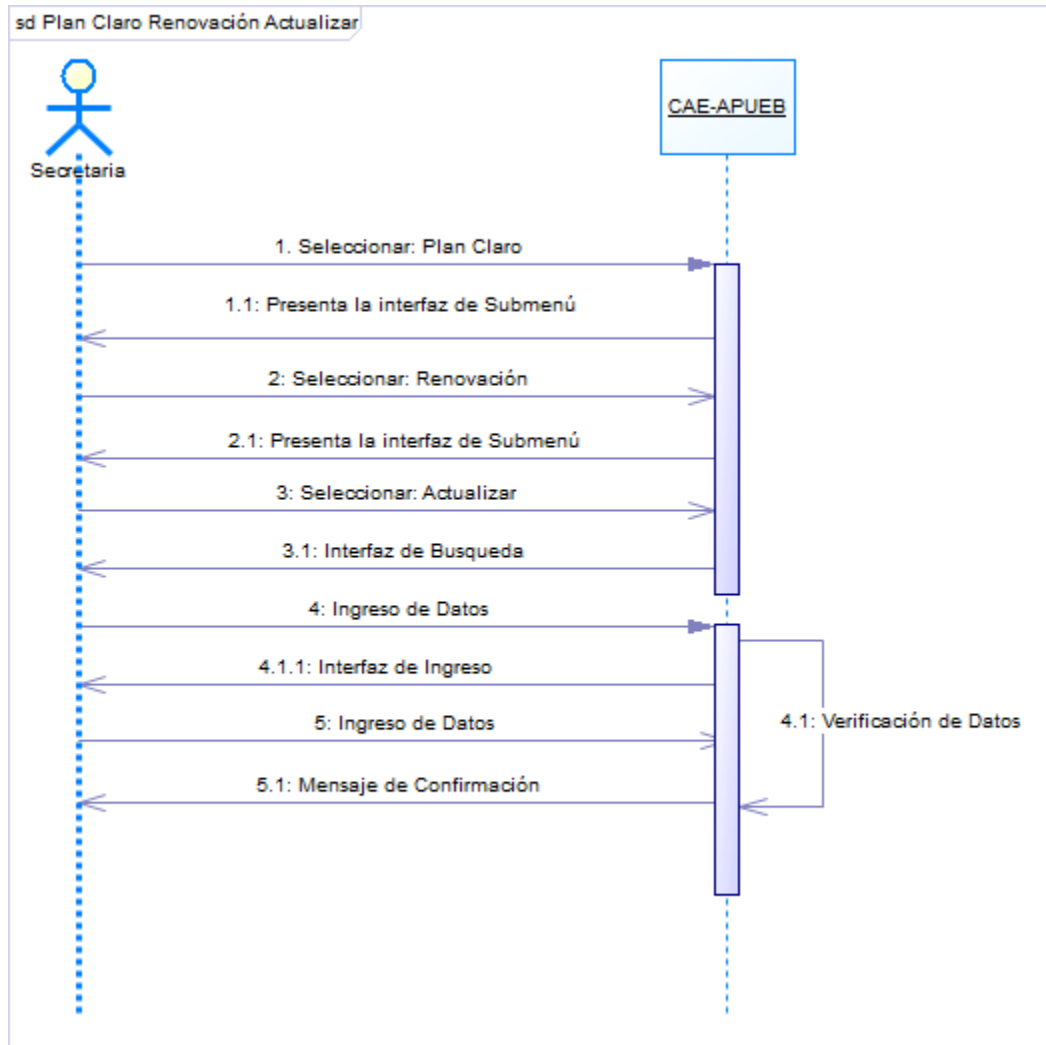 sd Plan Claro Renovación Actualizar
CAE-APUEB
Secretaria
1. Seleccionar: Plan Claro
1.1: Presenta la interfaz de Submenú
2: Seleccionar: Renovación
2.1: Presenta la interfaz de Submenú
3: Seleccionar: Actualizar
3.1: Interfaz de Busqueda
4: Ingreso de Datos
4.1.1: Interfaz de Ingreso
5: Ingreso de Datos
4.1: Verificación de Datos
5.1: Mensaje de Confirmación